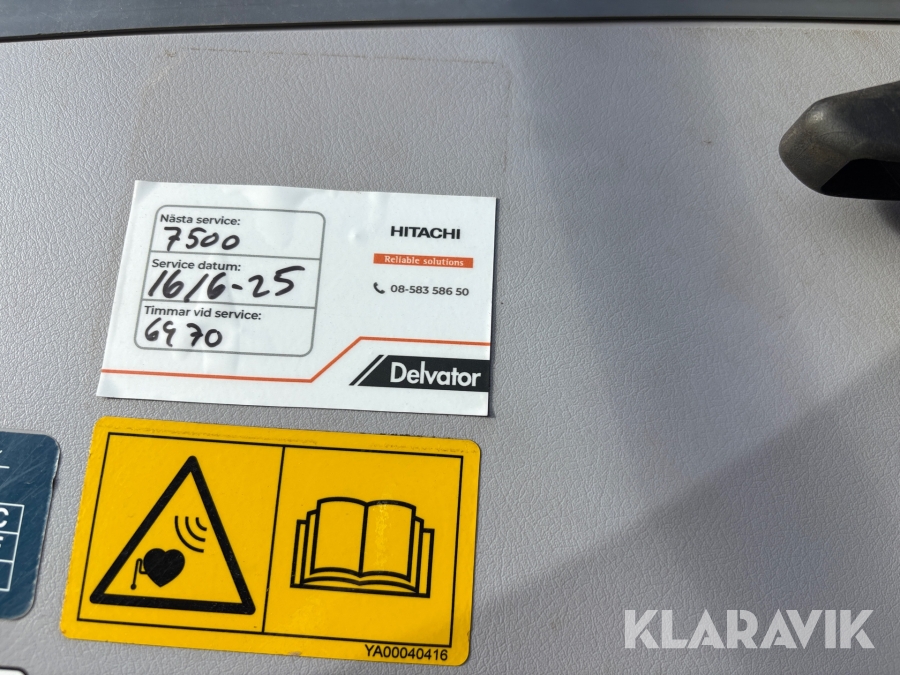 Nästa service:
7500
Service datum:
16/6-25
Timmar vid service:
6970
HITACHI
Reliable solutions
08-583 586 50
Delvator
C
YA00040416
KLARAVIK